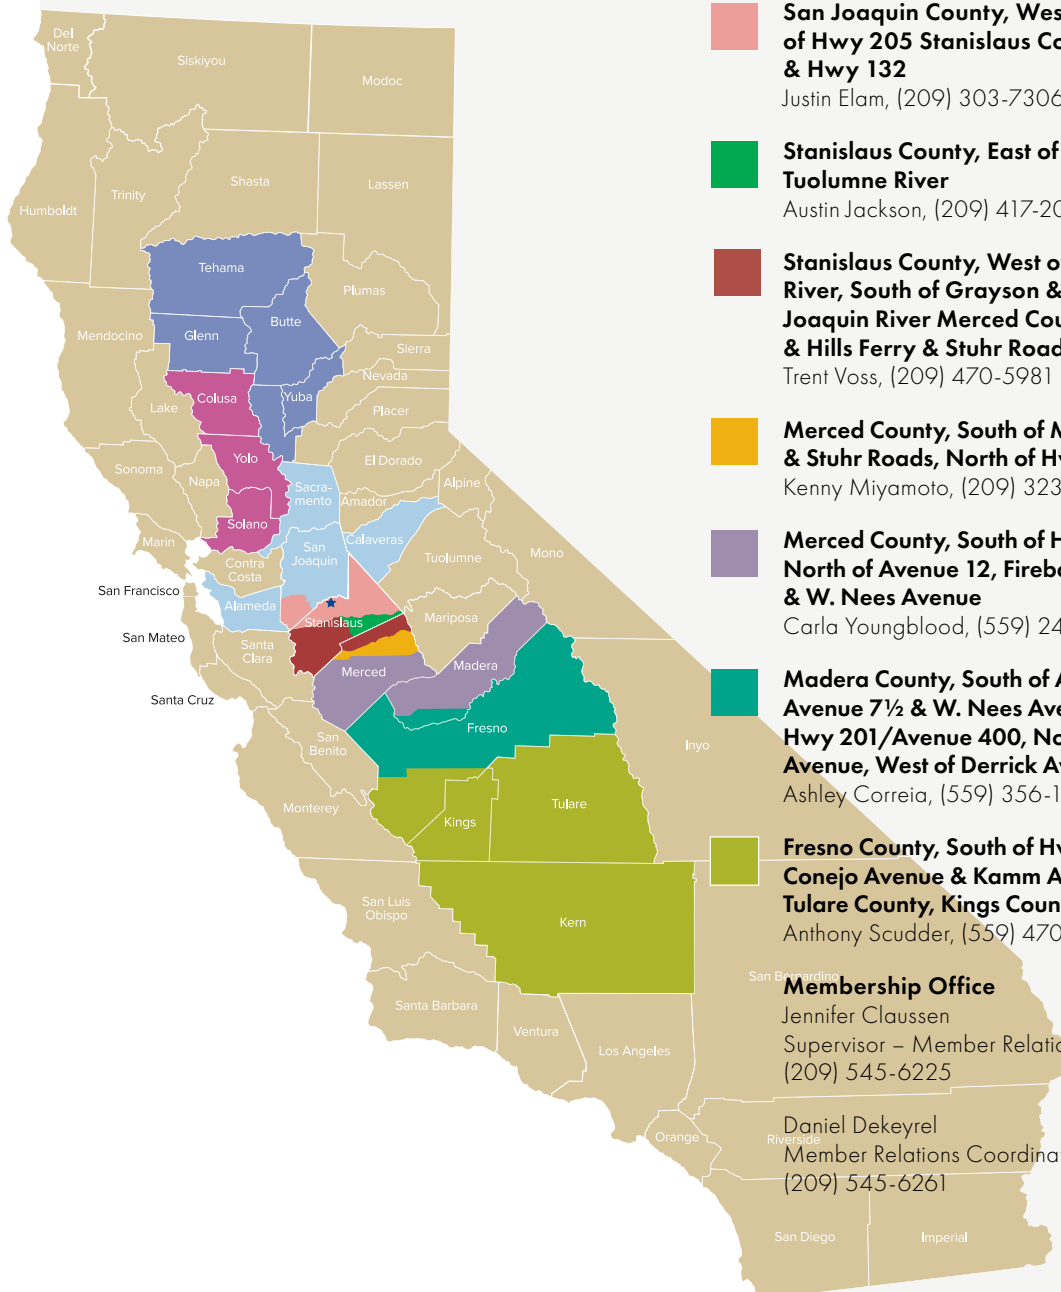 Del
Norte
Siskiyou
Modoc
Humboldt
Trinity
Shasta
Lassen
Tehama
Plumas
Mendocino
Glenn
Butte
Sierra
Nevada
Lake
Colusa
Yuba
Placer
Sonoma
Napa
Yolo
El Dorado
Sacra-
mento
Amador
Alpine
Marin
Solano
Contra
Costa
San
Joaquin
Calaveras
Tuolumne
Mono
San Francisco
Alameda
Stanislaus
Mariposa
San Mateo
Santa
Clara
Merced
Madera
Santa Cruz
San
Benito
Fresno
Inyo
Monterey
Kings
Tulare
San Luis
Obispo
Kern
San Bernardino
Santa Barbara
Ventura
Los Angeles
Orange
Riverside
San Diego
Imperial
San Joaquin County, Wes
of Hwy 205 Stanislaus Co
& Hwy 132
Justin Elam, (209) 303-7306
Stanislaus County, East of
Tuolumne River
Austin Jackson, (209) 417-20
Stanislaus County, West o
River, South of Grayson &
Joaquin River Merced Cou
& Hills Ferry & Stuhr Road
Trent Voss, (209) 470-5981
Merced County, South of M
& Stuhr Roads, North of Hw
Kenny Miyamoto, (209) 323
Merced County, South of H
North of Avenue 12, Fireba
& W. Nees Avenue
Carla Youngblood, (559) 24
Madera County, South of A
Avenue 7½ & W. Nees Ave
Hwy 201/Avenue 400, No
Avenue, West of Derrick Av
Ashley Correia, (559) 356-1
Fresno County, South of Hw
Conejo Avenue & Kamm A
Tulare County, Kings Coun
Anthony Scudder, (559) 470
Membership Office
Jennifer Claussen
Supervisor – Member Relatio
(209) 545-6225
Daniel Dekeyrel
Member Relations Coordina
(209) 545-6261